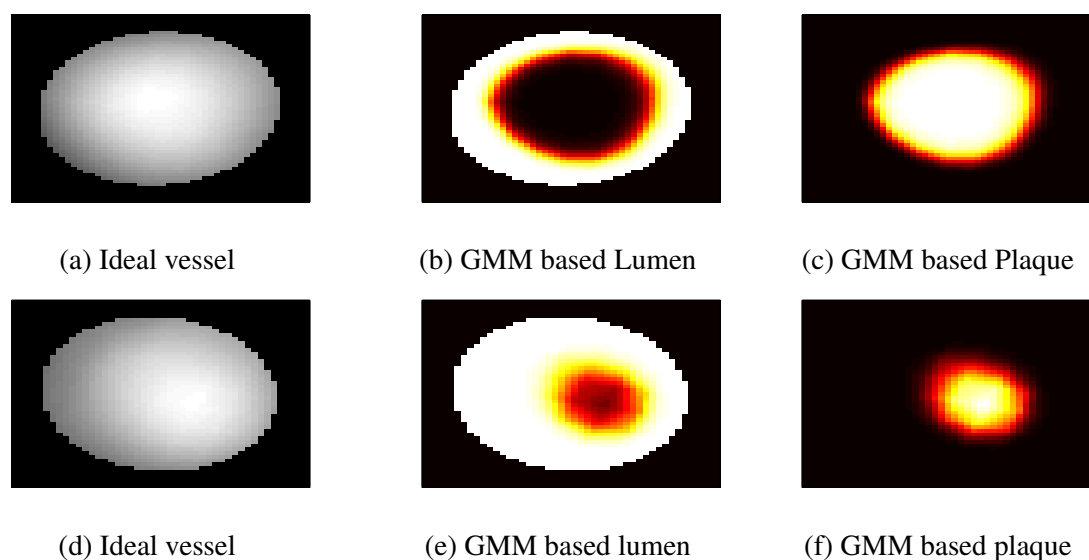 (a) Ideal vessel
(b) GMM based Lumen
(c) GMM based Plaque
(d) Ideal vessel
(e) GMM based lumen
(f) GMM based plaque